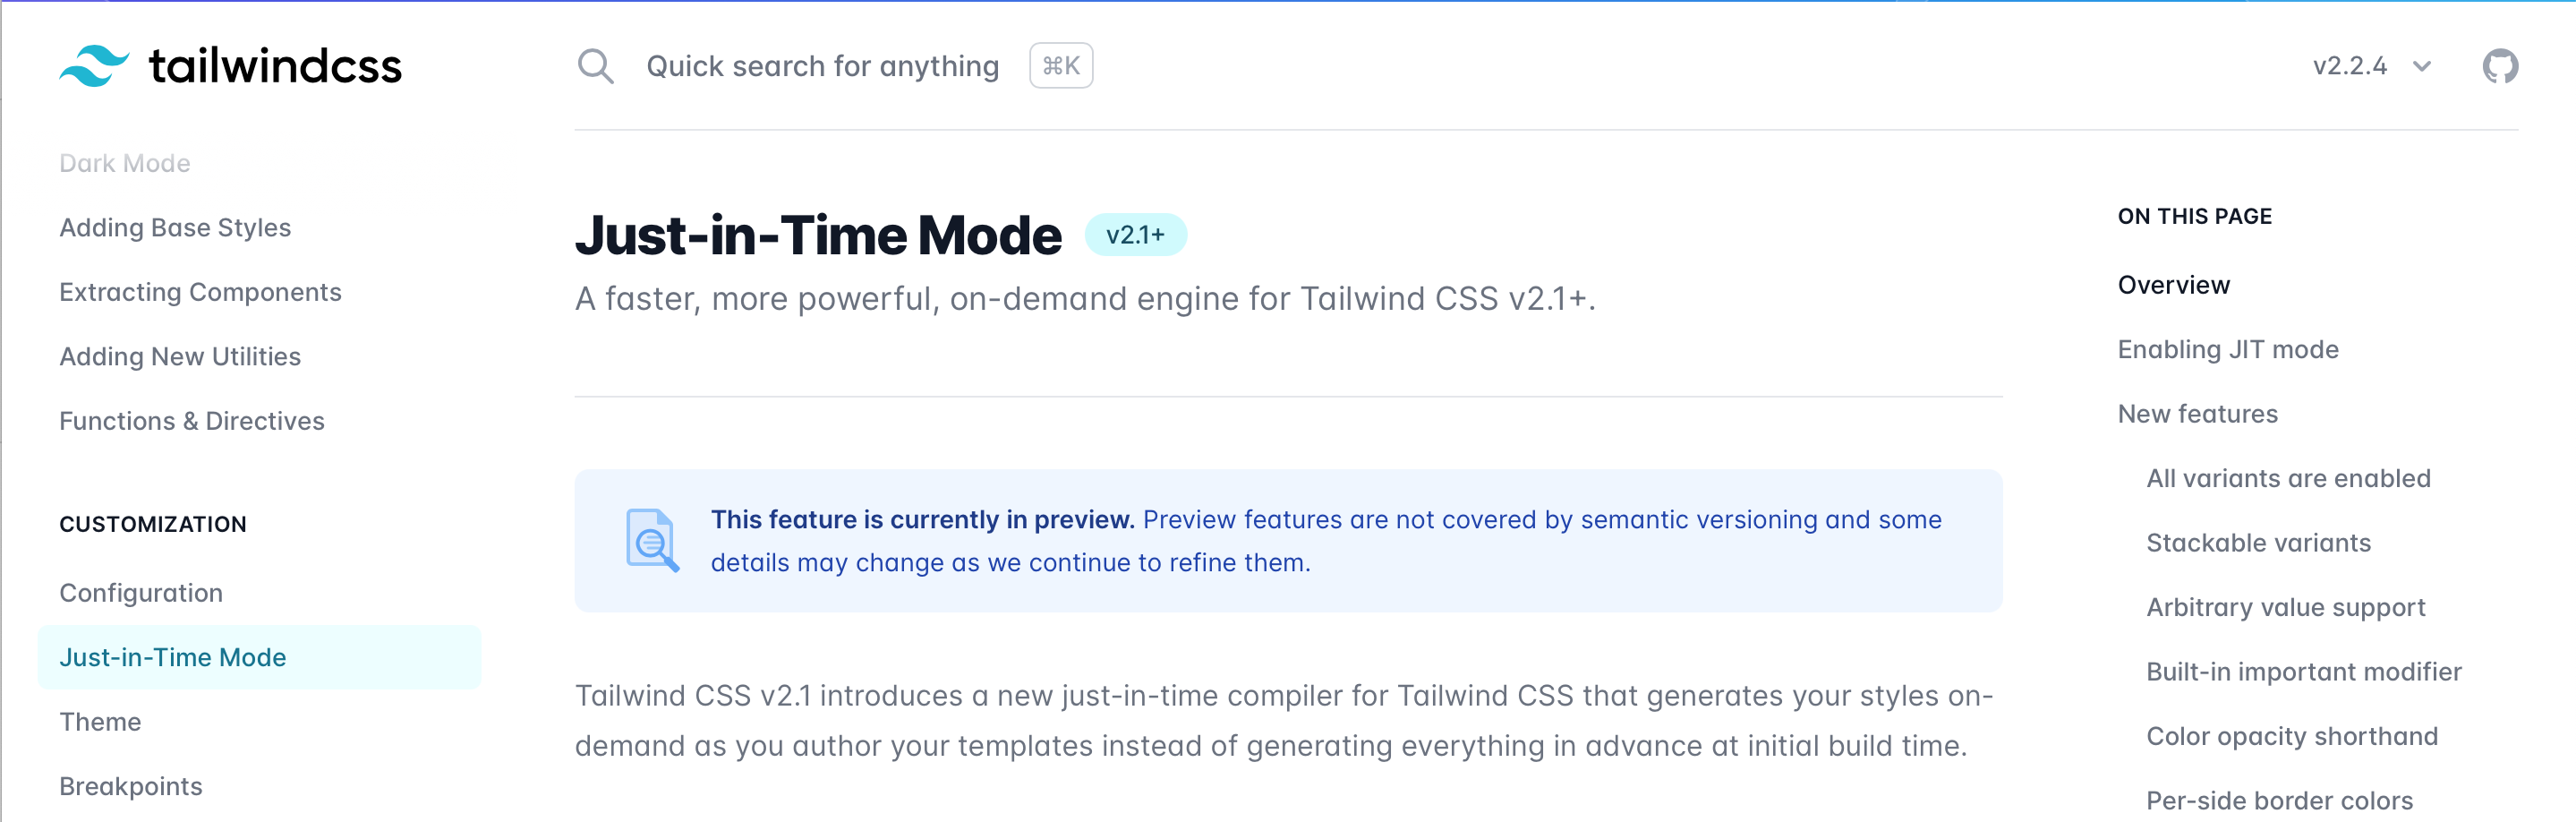 tailwindcss
Quick search for anything
⌘K
v2.2.4
Dark Mode
Adding Base Styles
Extracting Components
Adding New Utilities
Functions & Directives
CUSTOMIZATION
Configuration
Just-in-Time Mode
Theme
Breakpoints
Just-in-Time Mode
v2.1+
A faster, more powerful, on-demand engine for Tailwind CSS v2.1+.
This feature is currently in preview. Preview features are not covered by semantic versioning and some
details may change as we continue to refine them.
Tailwind CSS v2.1 introduces a new just-in-time compiler for Tailwind CSS that generates your styles on-
demand as you author your templates instead of generating everything in advance at initial build time.
ON THIS PAGE
Overview
Enabling JIT mode
New features
All variants are enabled
Stackable variants
Arbitrary value support
Built-in important modifier
Color opacity shorthand
Per-side border colors